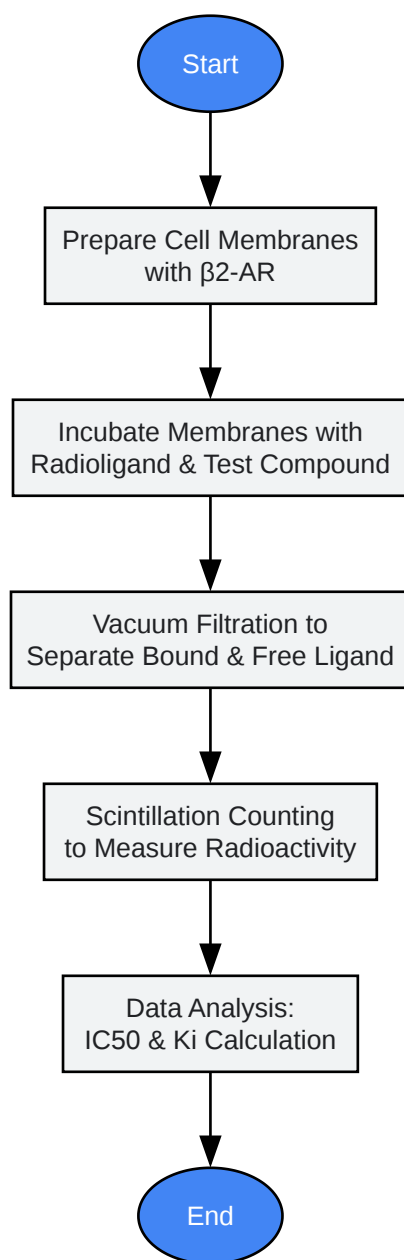 Start
Prepare Cell Membranes
with β2-AR
Incubate Membranes with
Radioligand & Test Compound
Vacuum Filtration to
Separate Bound & Free Ligand
Scintillation Counting
to Measure Radioactivity
Data Analysis:
IC50 & Ki Calculation
End